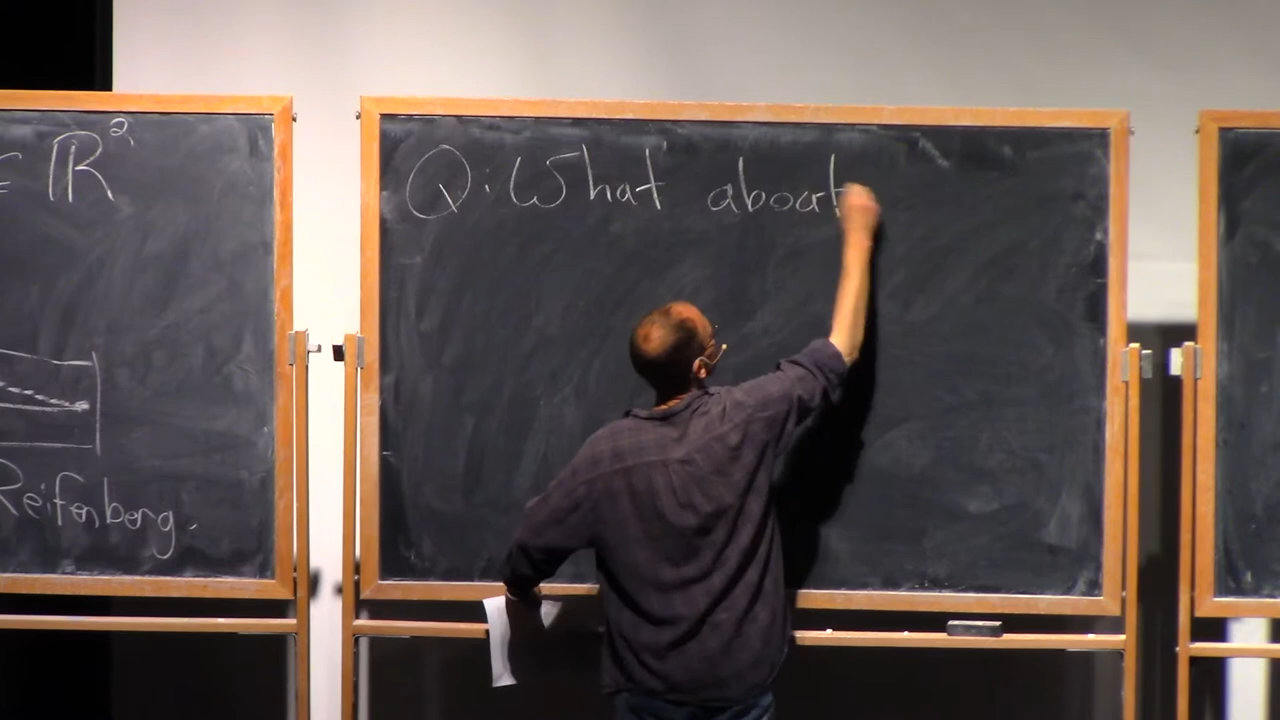 ℝ²,
Reifenberg.
Q: What about